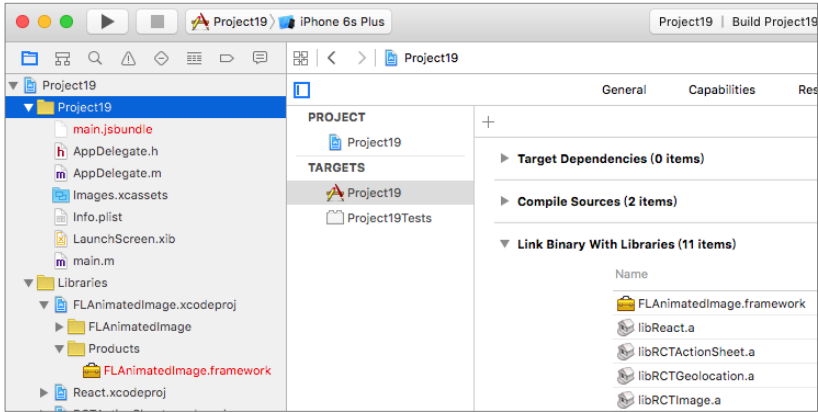 Project19 iPhone 6s Plus
Project19 | Build Project19
Project19
General Capabilities Res
Project19
Project19
main.jsbundle
AppDelegate.h
AppDelegate.m
Images.xcassets
Info.plist
LaunchScreen.xib
main.m
Libraries
FLAnimatedImage.xcodeproj
FLAnimatedImage
Products
FLAnimatedImage.framework
React.xcodeproj
PROJECT
Project19
TARGETS
Project19
Project19Tests
Target Dependencies (0 items)
Compile Sources (2 items)
Link Binary With Libraries (11 items)
Name
FLAnimatedImage.framework
libReact.a
libRCTActionSheet.a
libRCTGeolocation.a
libRCTImage.a